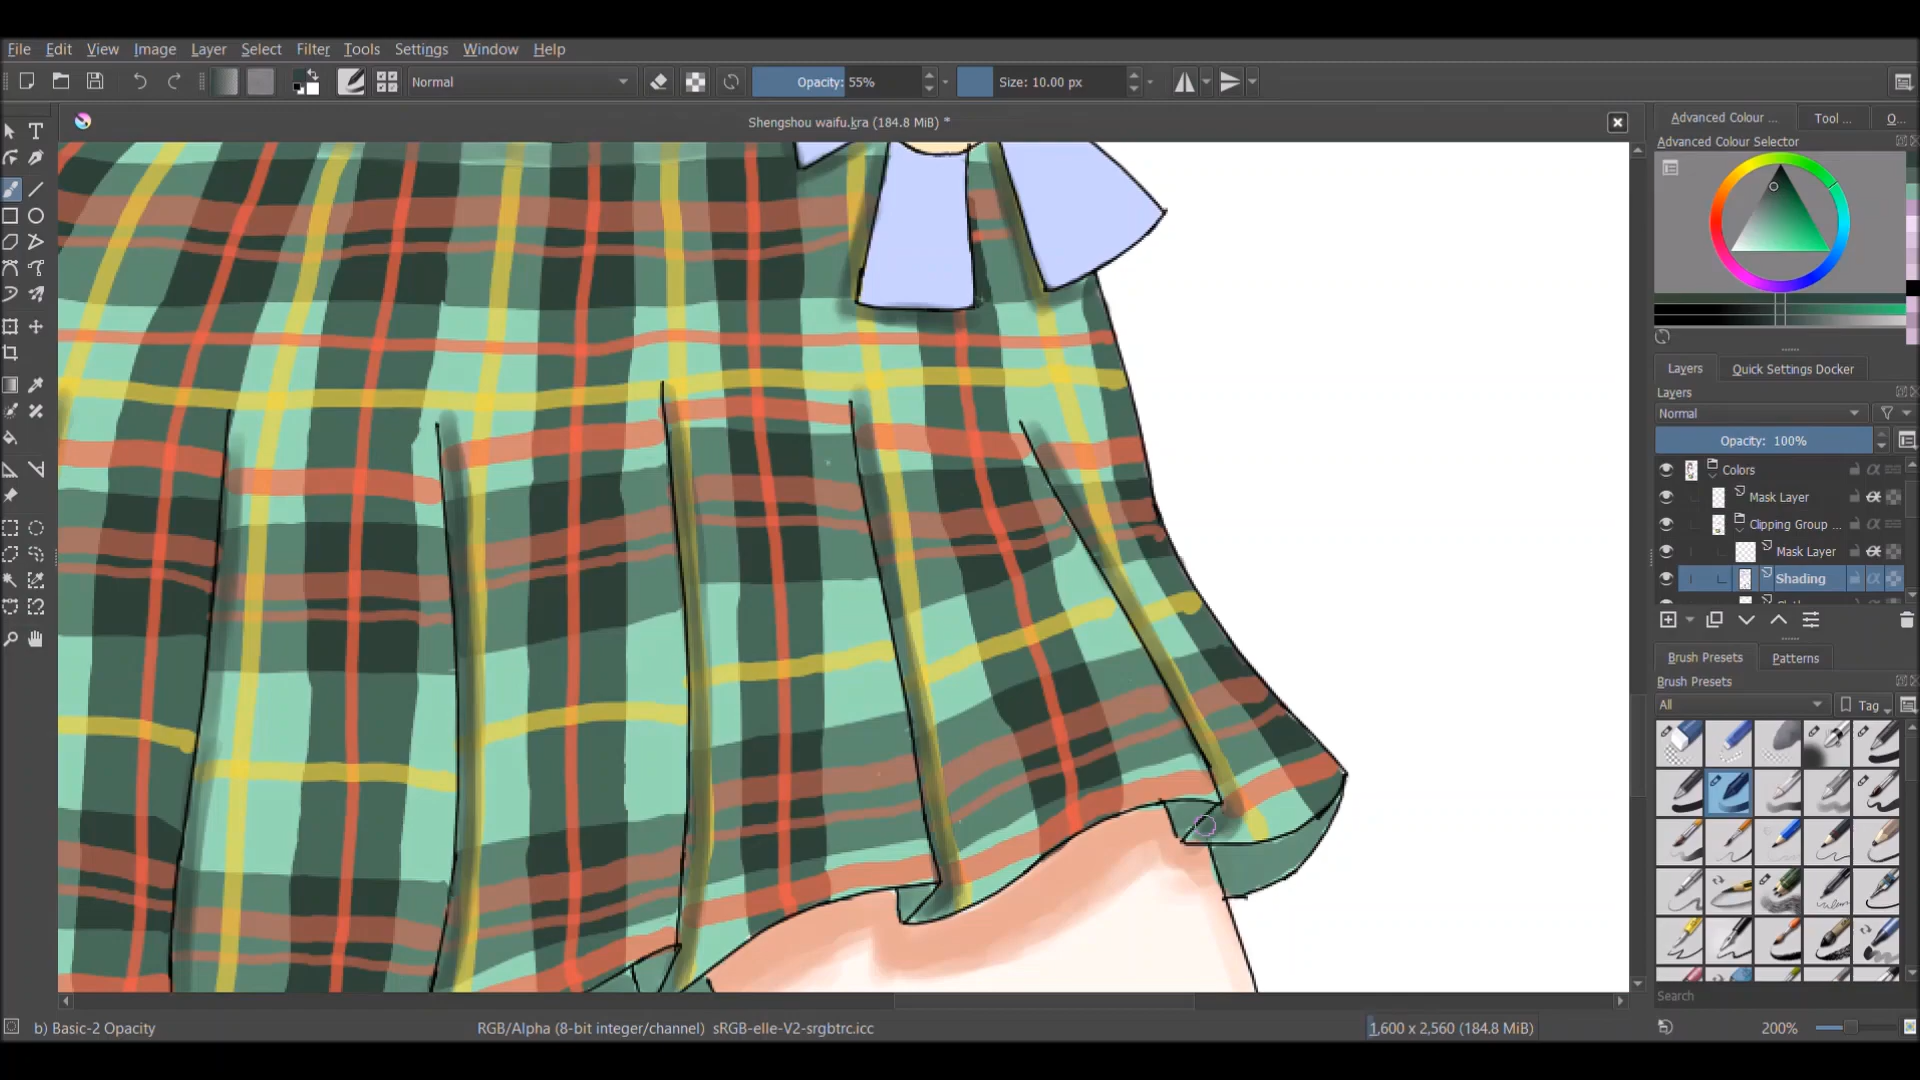 File Edit View Image Layer Select Filter Tools Settings Window Help
Normal Opacity: 55% Size: 10.00 px
Shengshou waifu.kra (184.8 MiB) *
Advanced Colour ... Tool ... O...
Advanced Colour Selector
Layers Quick Settings Docker
Layers
Normal
Opacity: 100%
Colors
Mask Layer
Clipping Group ...
Mask Layer
Shading
Brush Presets Patterns
Brush Presets
All Tag
Search
b) Basic-2 Opacity RGB/Alpha (8-bit integer/channel) sRGB-elle-V2-srgbtrc.icc 1,600 x 2,560 (184.8 MiB) 200%